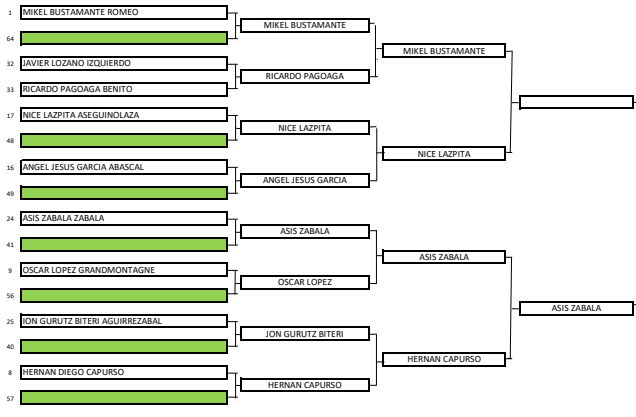 1 MIKEL BUSTAMANTE ROMEO
MIKEL BUSTAMANTE
64
MIKEL BUSTAMANTE
32 JAVIER LOZANO IZQUIERDO
RICARDO PAGOAGA
33 RICARDO PAGOAGA BENITO
17 NICE LAZPITA ASEGUINOLAZA
NICE LAZPITA
48
NICE LAZPITA
16 ANGEL JESUS GARCIA ABASCAL
ANGEL JESUS GARCIA
49
24 ASIS ZABALA ZABALA
ASIS ZABALA
41
ASIS ZABALA
9 OSCAR LOPEZ GRANDMONTAGNE
OSCAR LOPEZ
56
ASIS ZABALA
25 ION GURUTZ BITERI AGUIRREZABAL
JON GURUTZ BITERI
40
HERNAN CAPURSO
8 HERNAN DIEGO CAPURSO
HERNAN CAPURSO
57